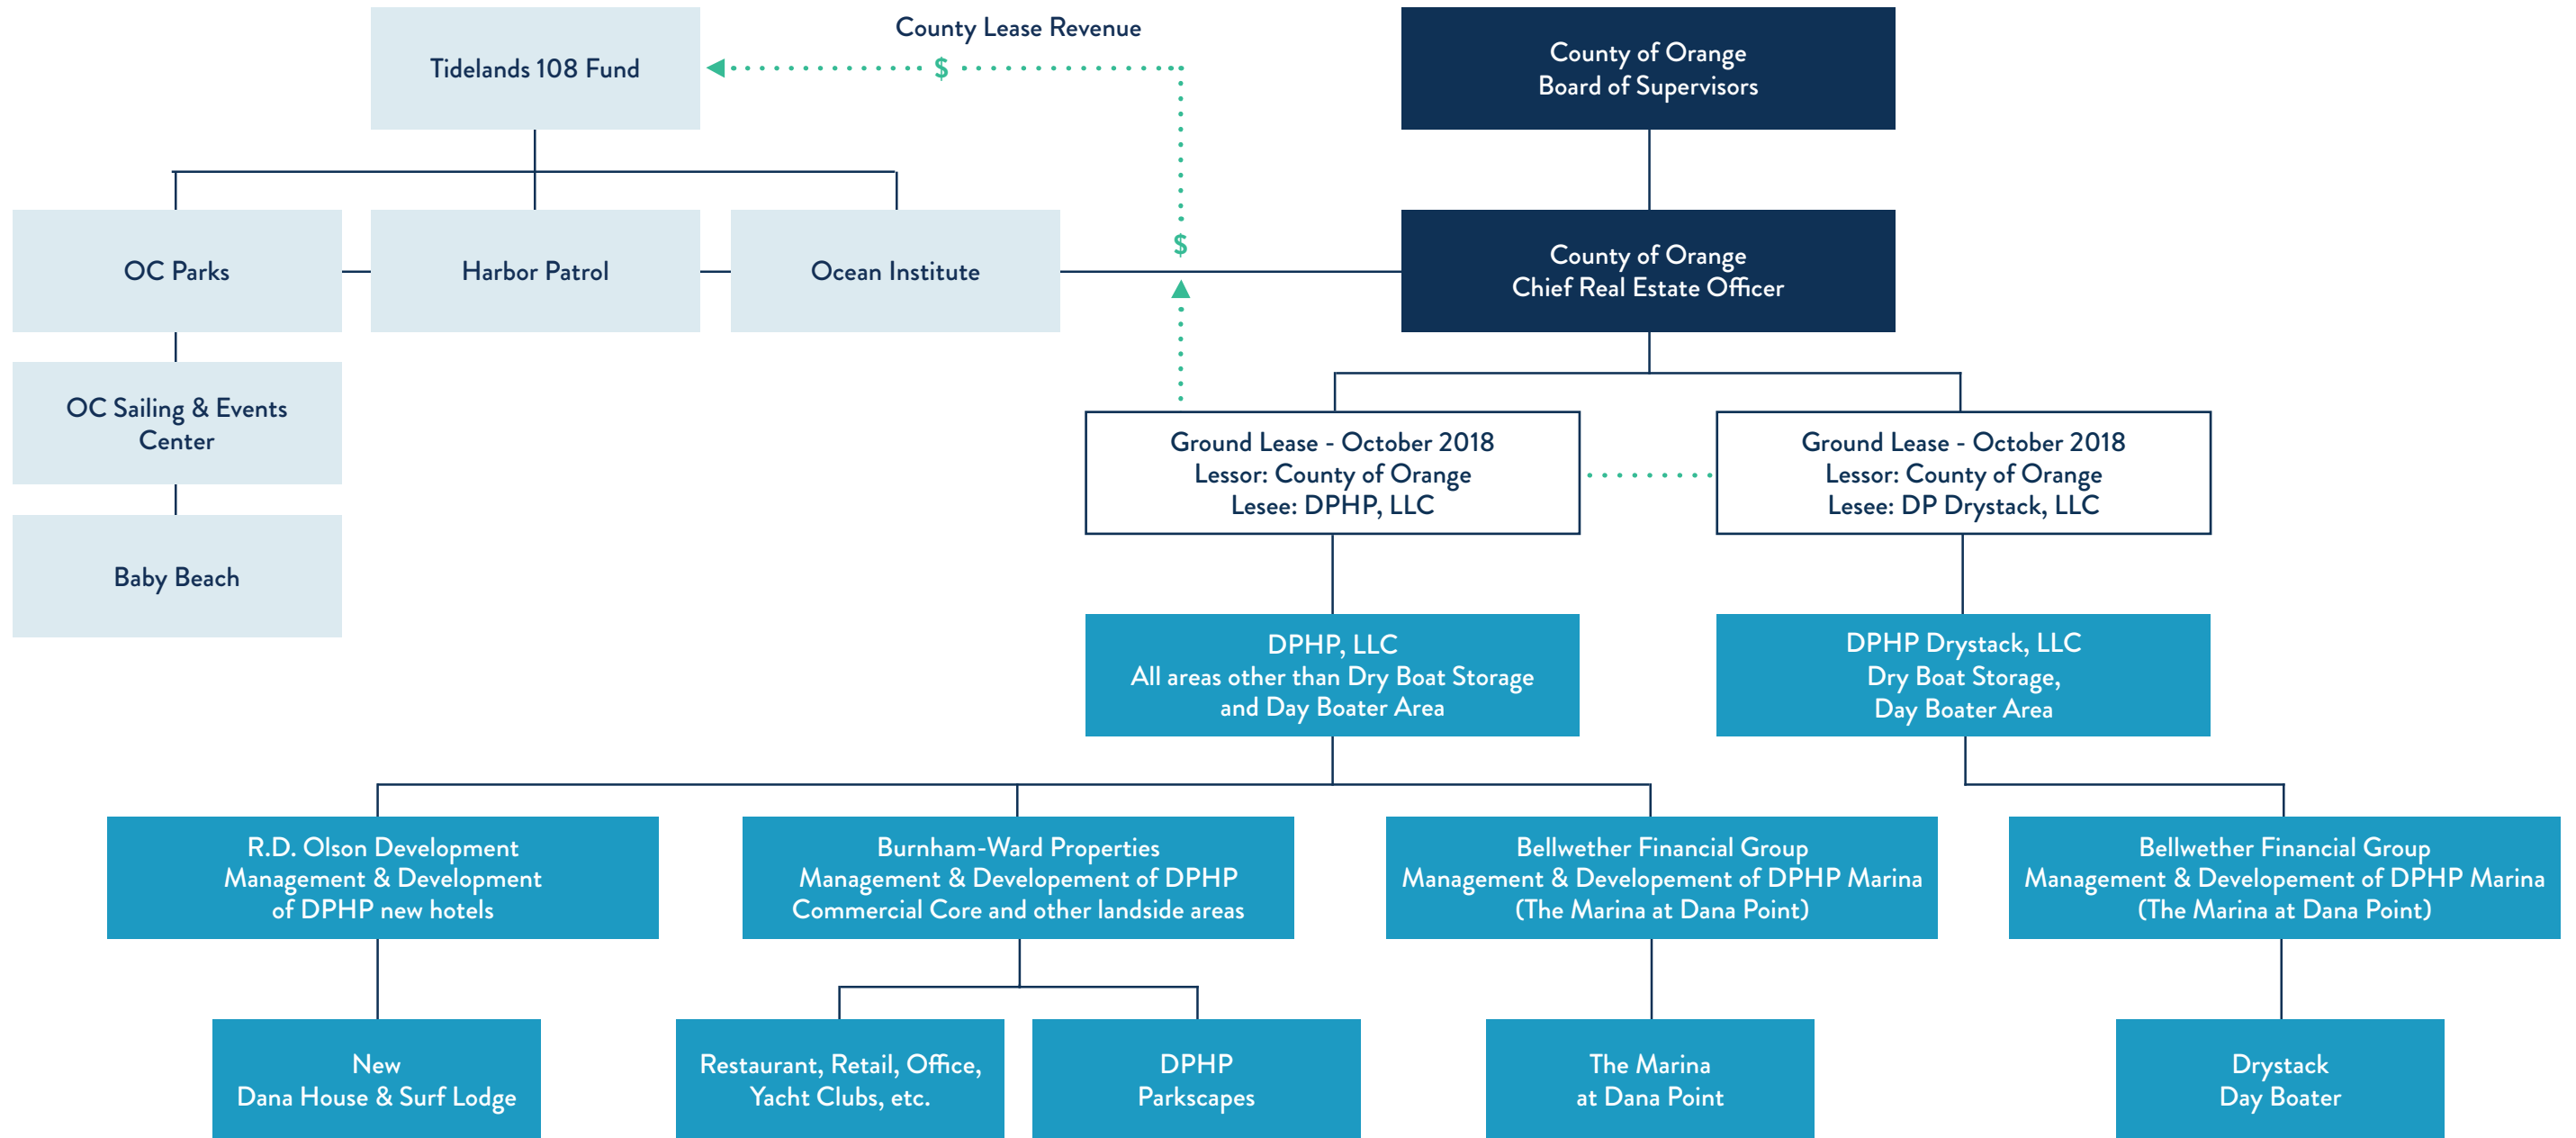 County Lease Revenue
Tidelands 108 Fund
$
County of Orange
Board of Supervisors
$
OC Parks
Harbor Patrol
Ocean Institute
County of Orange
Chief Real Estate Officer
OC Sailing & Events
Center
Baby Beach
Ground Lease - October 2018
Lessor: County of Orange
Lesee: DPHP, LLC
Ground Lease - October 2018
Lessor: County of Orange
Lesee: DP Drystack, LLC
DPHP, LLC
All areas other than Dry Boat Storage
and Day Boater Area
DPHP Drystack, LLC
Dry Boat Storage,
Day Boater Area
R.D. Olson Development
Management & Development
of DPHP new hotels
Burnham-Ward Properties
Management & Developement of DPHP
Commercial Core and other landside areas
Bellwether Financial Group
Management & Developement of DPHP Marina
(The Marina at Dana Point)
Bellwether Financial Group
Management & Developement of DPHP Marina
(The Marina at Dana Point)
New
Dana House & Surf Lodge
Restaurant, Retail, Office,
Yacht Clubs, etc.
DPHP
Parkscapes
The Marina
at Dana Point
Drystack
Day Boater